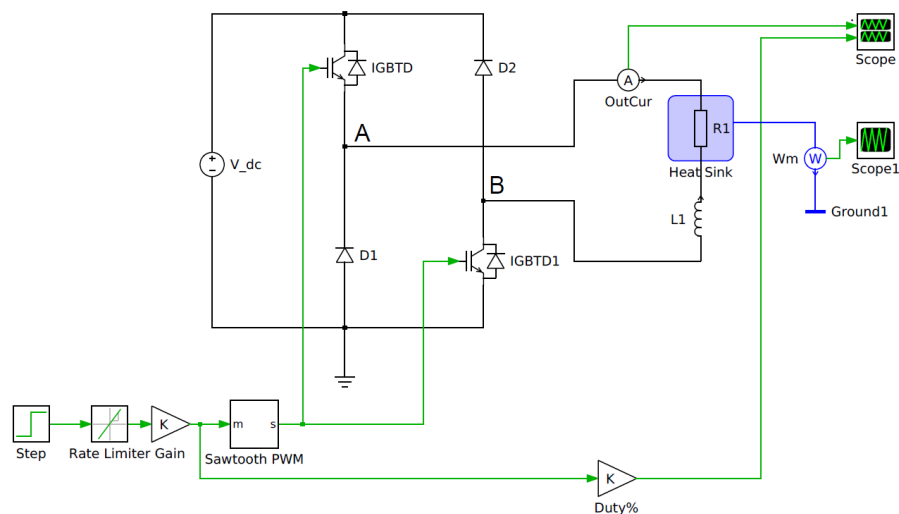 IGBTD
D2
A
OutCur
Scope
A
R1
V_dc
Heat Sink
Wm
W
Scope1
B
L1
Ground1
D1
IGBTD1
K
m
s
Step
Rate Limiter
Gain
Sawtooth PWM
K
Duty%